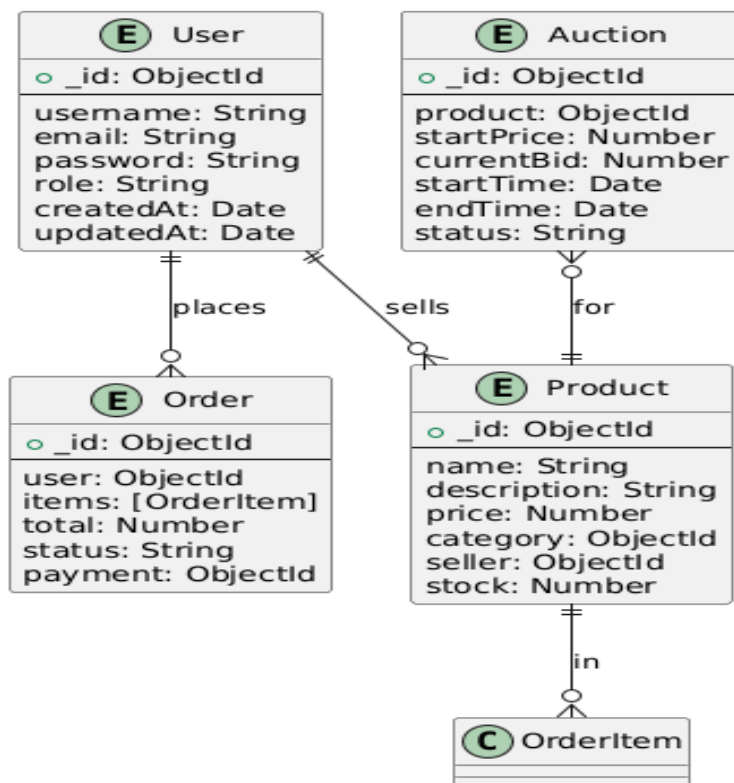 E User
_id: ObjectId
username: String
email: String
password: String
role: String
createdAt: Date
updatedAt: Date
E Auction
_id: ObjectId
product: ObjectId
startPrice: Number
currentBid: Number
startTime: Date
endTime: Date
status: String
places
sells
for
E Order
_id: ObjectId
user: ObjectId
items: [OrderItem]
total: Number
status: String
payment: ObjectId
E Product
_id: ObjectId
name: String
description: String
price: Number
category: ObjectId
seller: ObjectId
stock: Number
in
C OrderItem